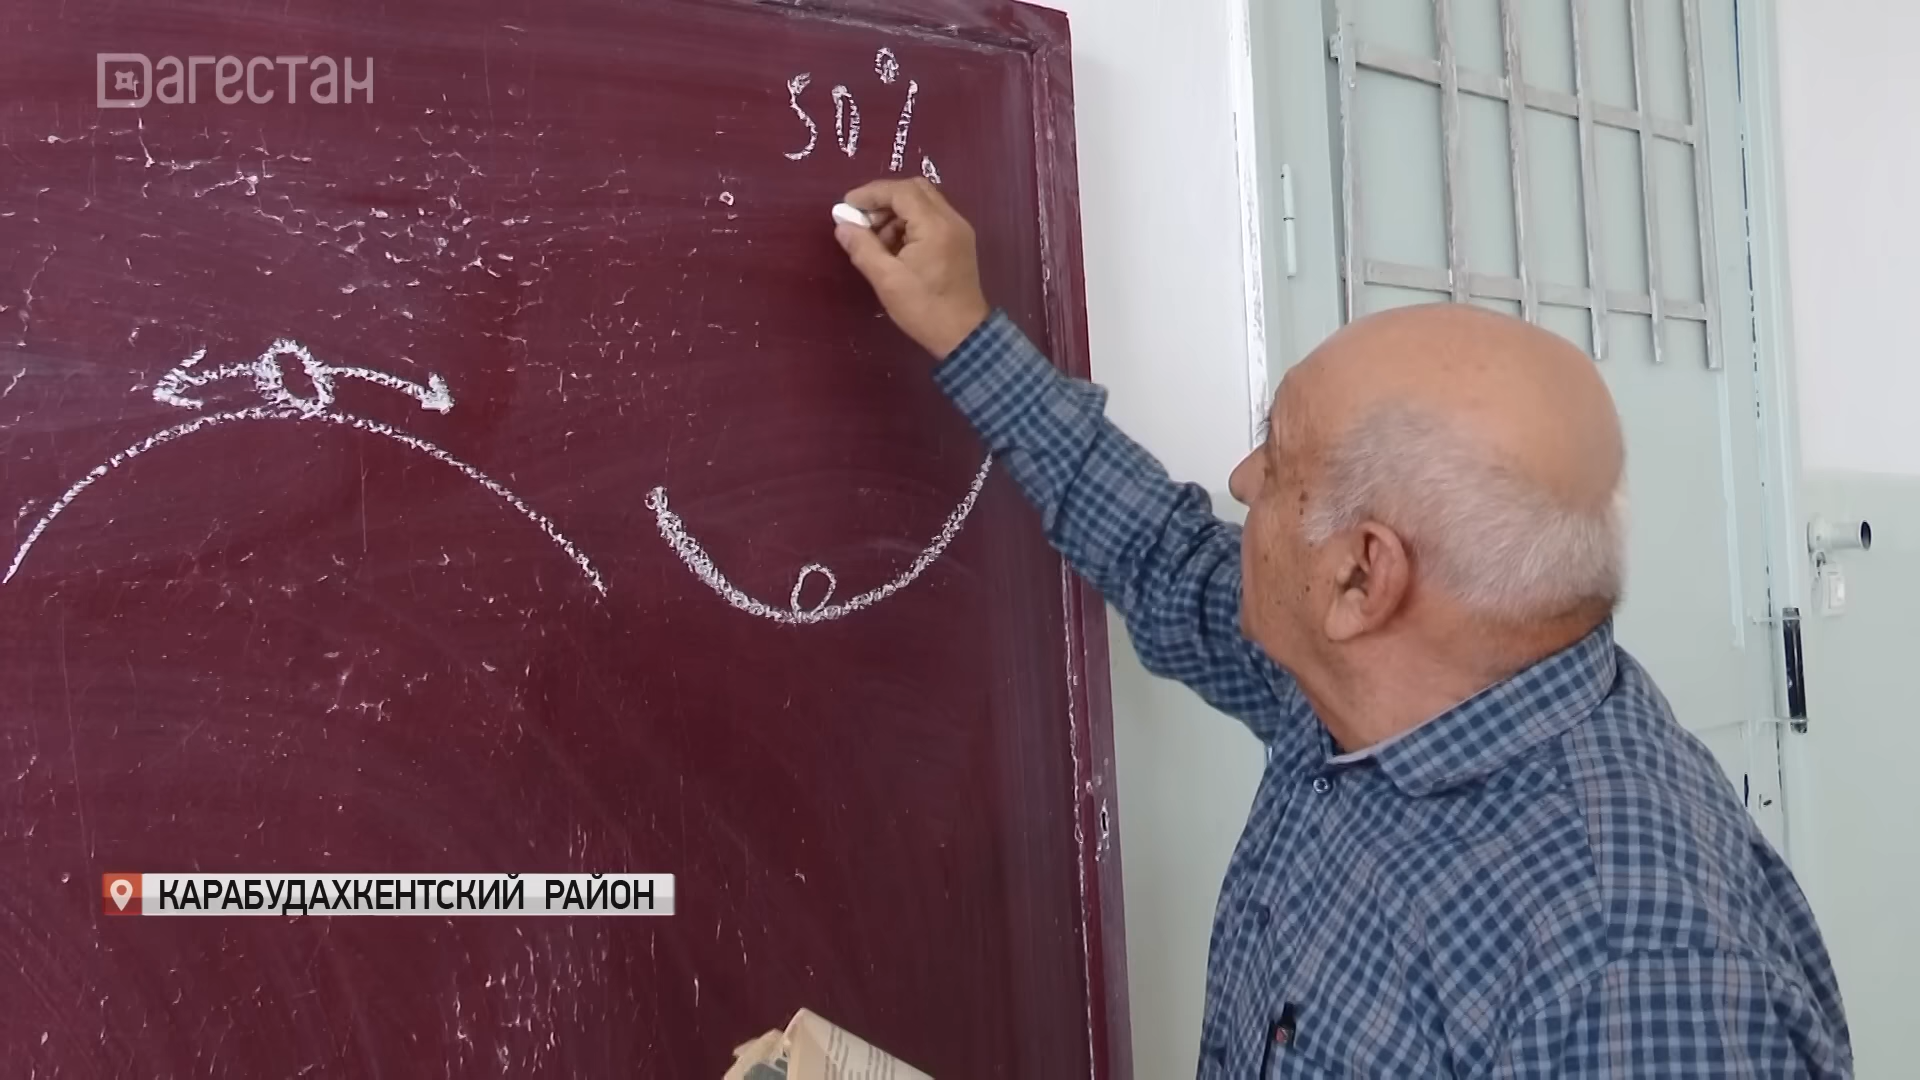 Дагестан
50%
КАРАБУДАХКЕНТСКИЙ РАЙОН